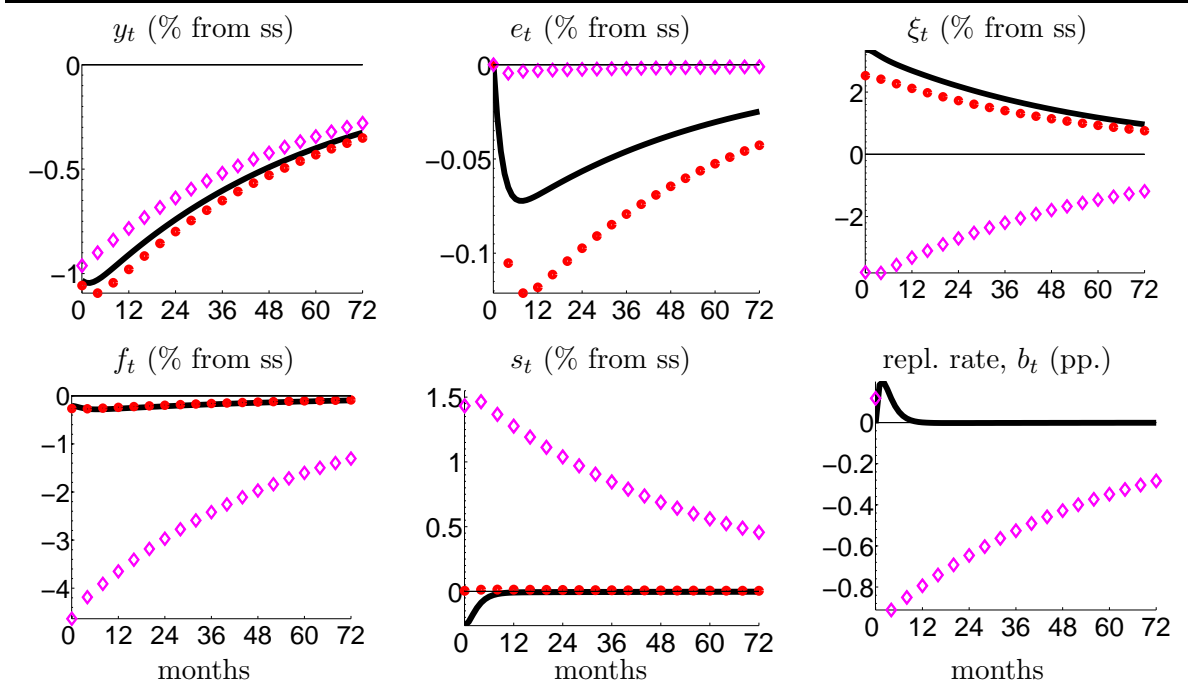 y_t (% from ss)
e_t (% from ss)
ξ_t (% from ss)
0
−0.5
−1
0 12 24 36 48 60 72
0
−0.05
−0.1
0 12 24 36 48 60 72
2
0
−2
0 12 24 36 48 60 72
f_t (% from ss)
s_t (% from ss)
repl. rate, b_t (pp.)
0
−1
−2
−3
−4
0 12 24 36 48 60 72
months
1.5
1
0.5
0
0 12 24 36 48 60 72
months
0
−0.2
−0.4
−0.6
−0.8
0 12 24 36 48 60 72
months